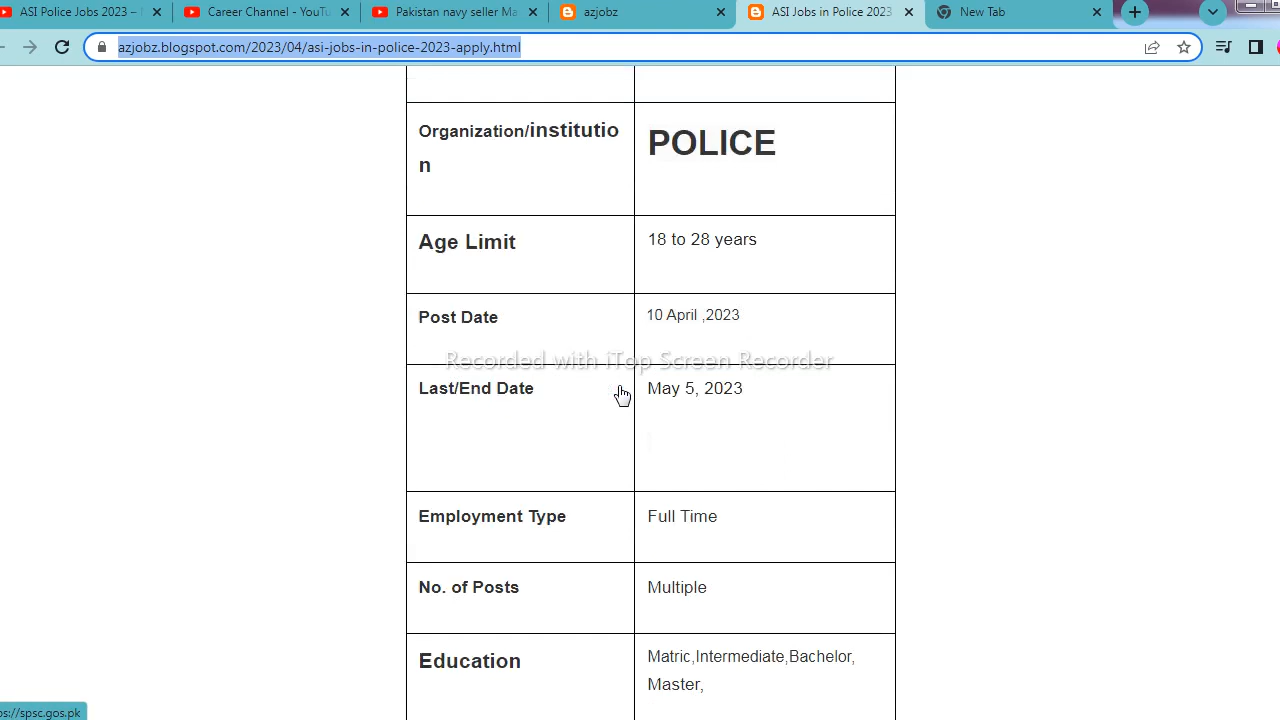 ASI Police Jobs 2023 –
Career Channel - YouTu
Pakistan navy seller Ma
azjobz
ASI Jobs in Police 2023
New Tab
azjobz.blogspot.com/2023/04/asi-jobs-in-police-2023-apply.html
Organization/institutio
n
POLICE
Age Limit
18 to 28 years
Post Date
10 April ,2023
Recorded with iTop Screen Recorder
Last/End Date
May 5, 2023
Employment Type
Full Time
No. of Posts
Multiple
Education
Matric,Intermediate,Bachelor,
Master,
ps://spsc.gos.pk